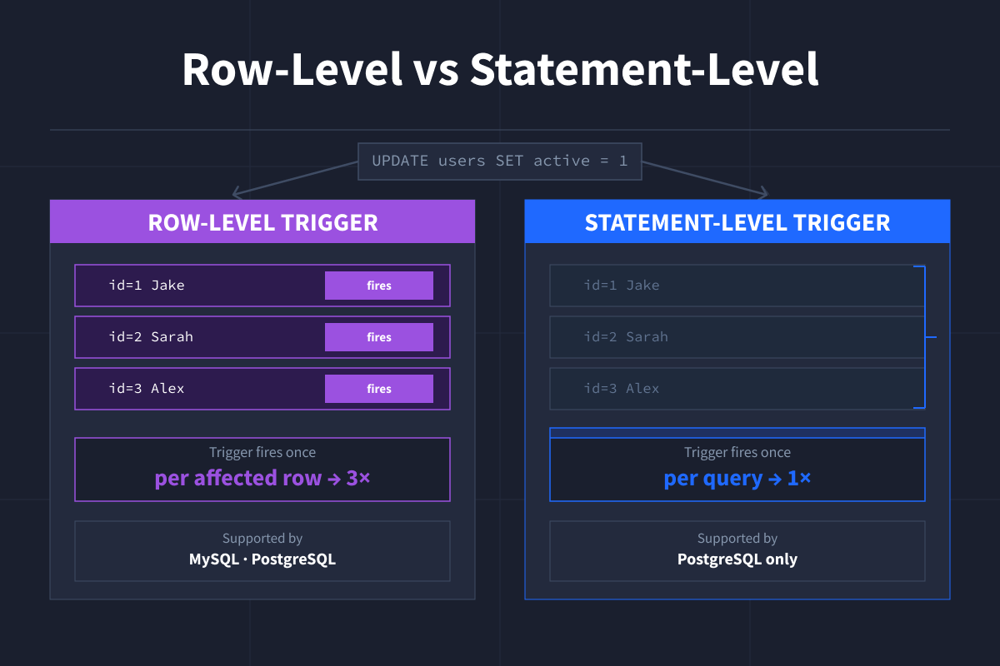 Row-Level vs Statement-Level
UPDATE users SET active = 1
ROW-LEVEL TRIGGER
id=1 Jake fires
id=2 Sarah fires
id=3 Alex fires
Trigger fires once
per affected row → 3×
Supported by
MySQL · PostgreSQL
STATEMENT-LEVEL TRIGGER
id=1 Jake
id=2 Sarah
id=3 Alex
Trigger fires once
per query → 1×
Supported by
PostgreSQL only